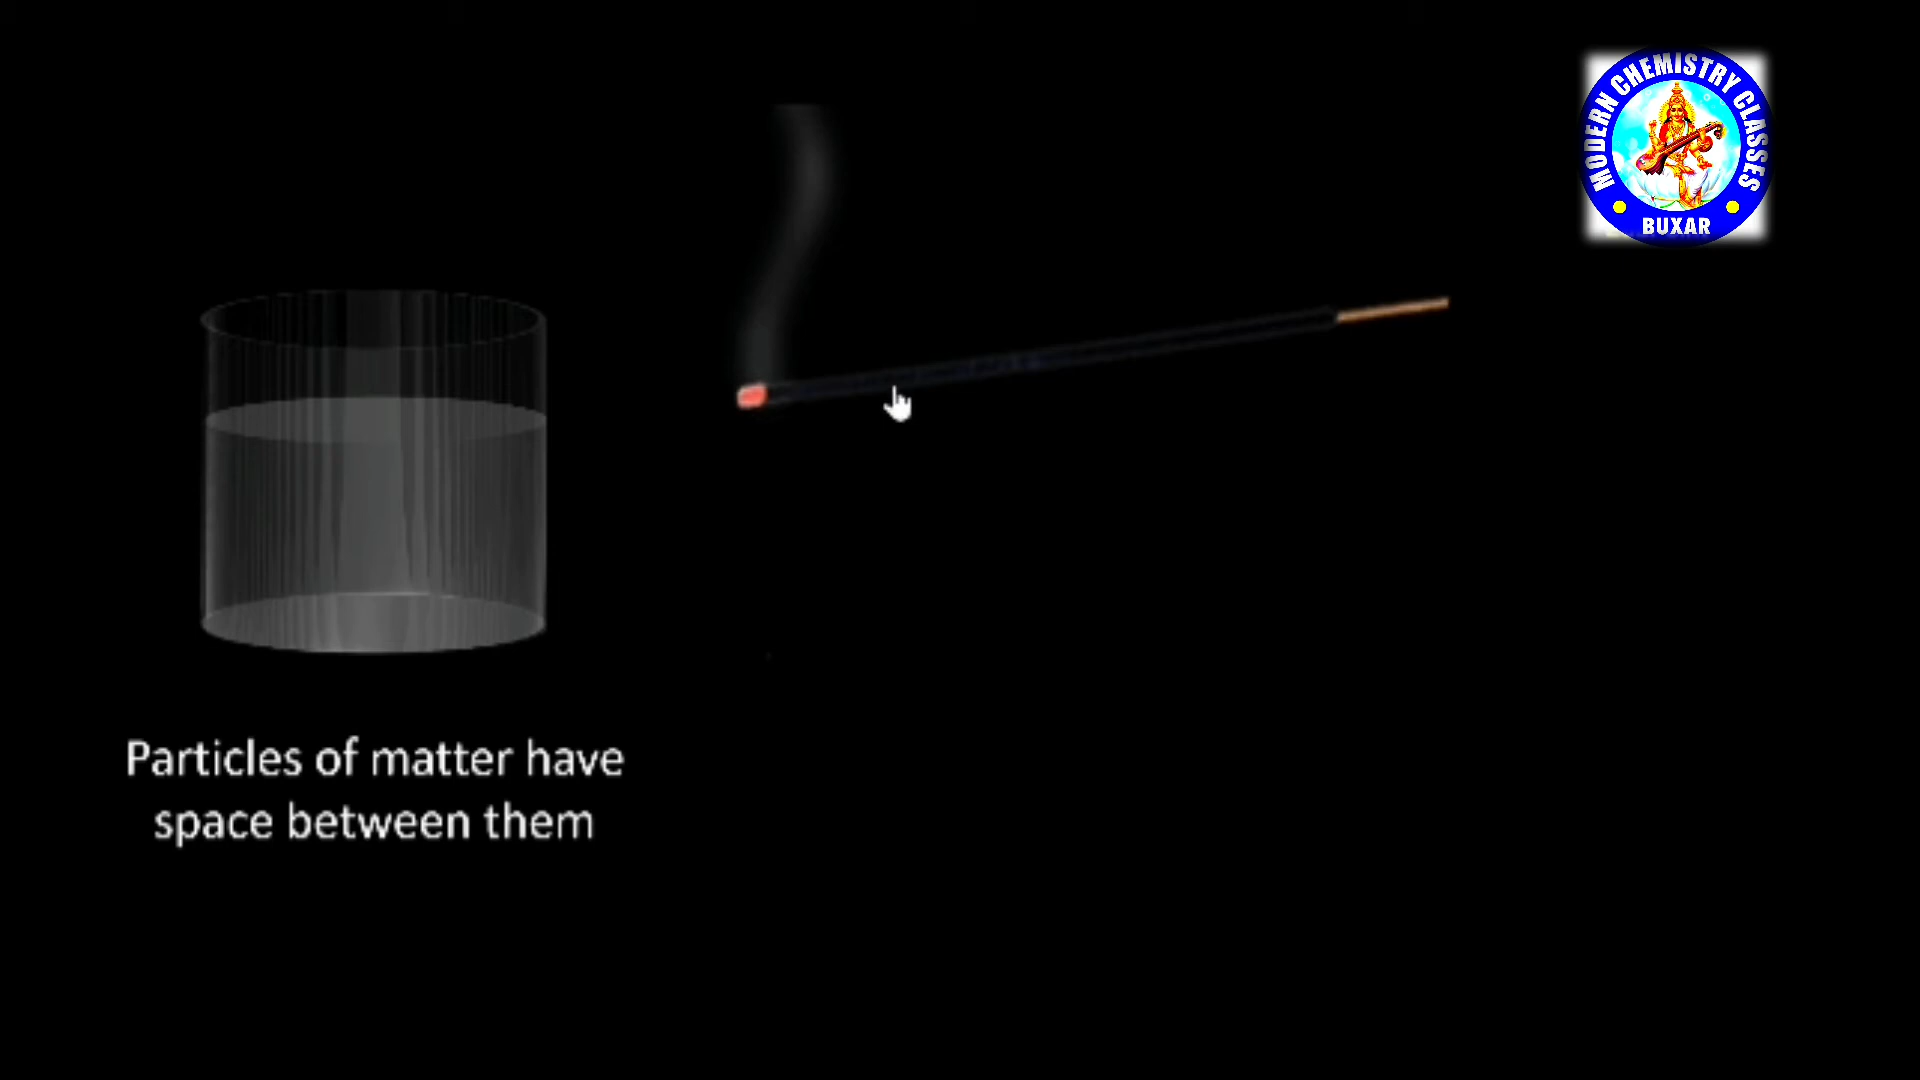 MODERN CHEMISTRY CLASSES
BUXAR
Particles of matter have
space between them